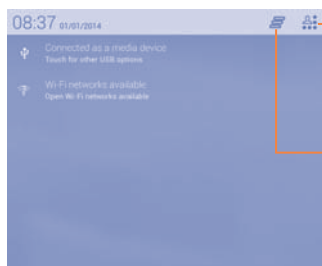 08:37 01/01/2014
Connected as a media device
Touch for other USB options
Wi-Fi networks available
Open Wi-Fi networks available